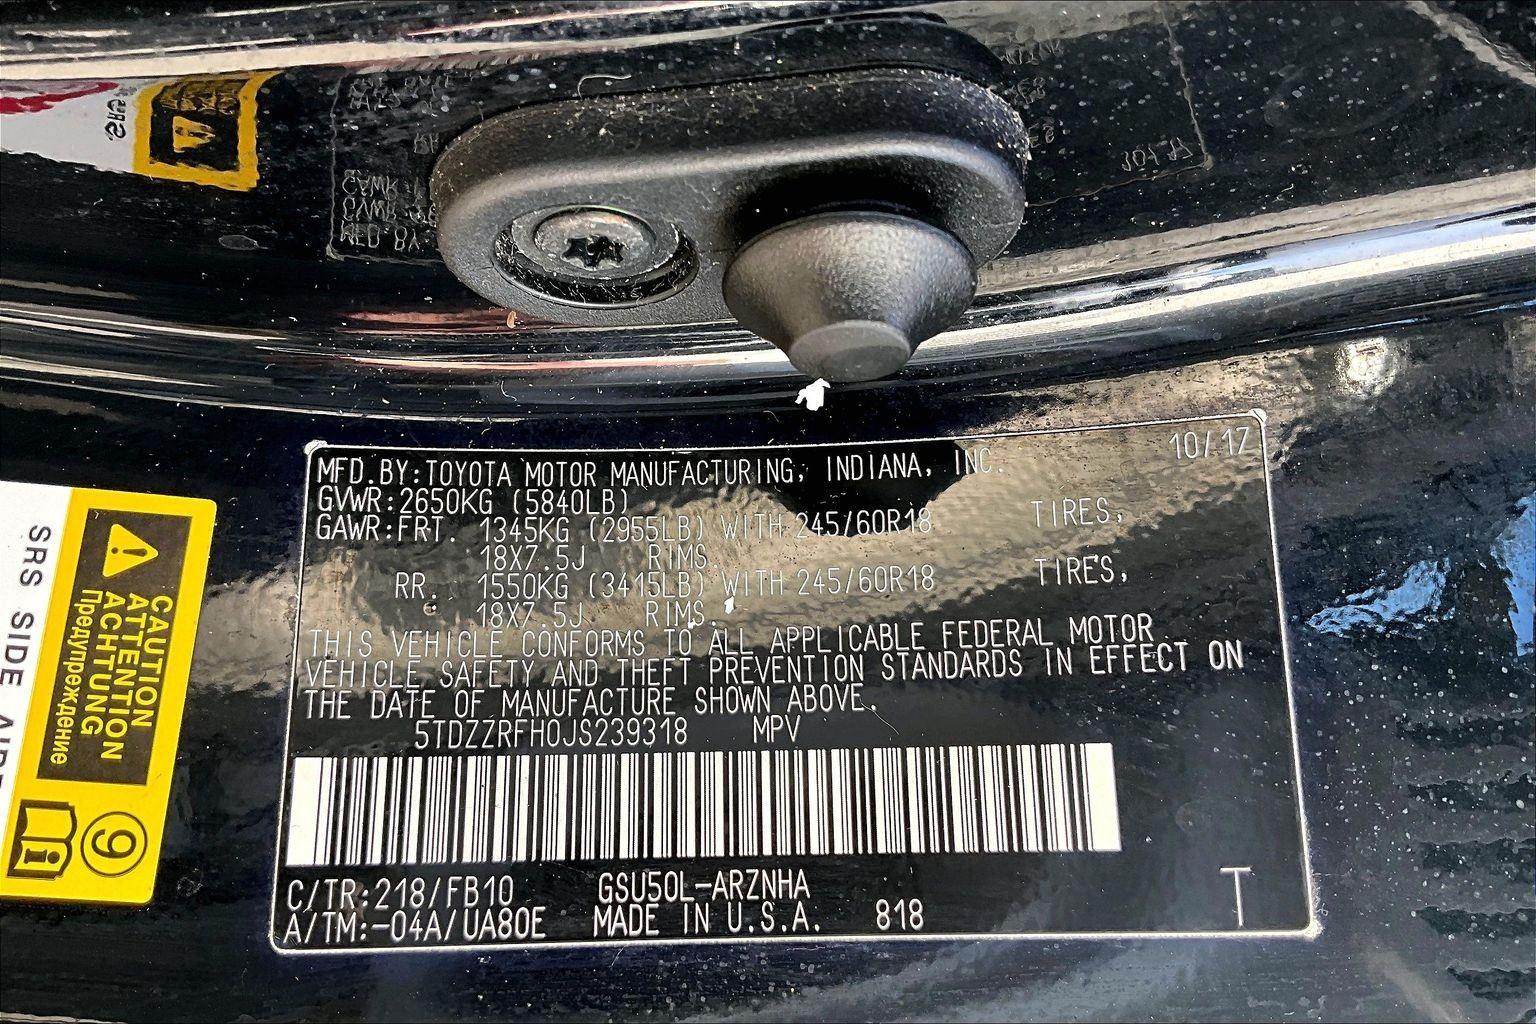 MFD.BY:TOYOTA MOTOR MANUFACTURING, INDIANA, INC. 10/17
GVWR:2650KG (5840LB)
GAWR:FRT. 1345KG (2955LB) WITH 245/60R18 TIRES,
18X7.5J RIMS.
RR. 1550KG (3415LB) WITH 245/60R18 TIRES,
18X7.5J RIMS.
THIS VEHICLE CONFORMS TO ALL APPLICABLE FEDERAL MOTOR
VEHICLE SAFETY AND THEFT PREVENTION STANDARDS IN EFFECT ON
THE DATE OF MANUFACTURE SHOWN ABOVE.
5TDZZRFH0JS239318 MPV
C/TR:218/FB10 GSU50L-ARZNHA
A/TM:-04A/UA80E MADE IN U.S.A. 818 T
CAUTION
ATTENTION
ACHTUNG
Предупреждение
9
SRS SIDE